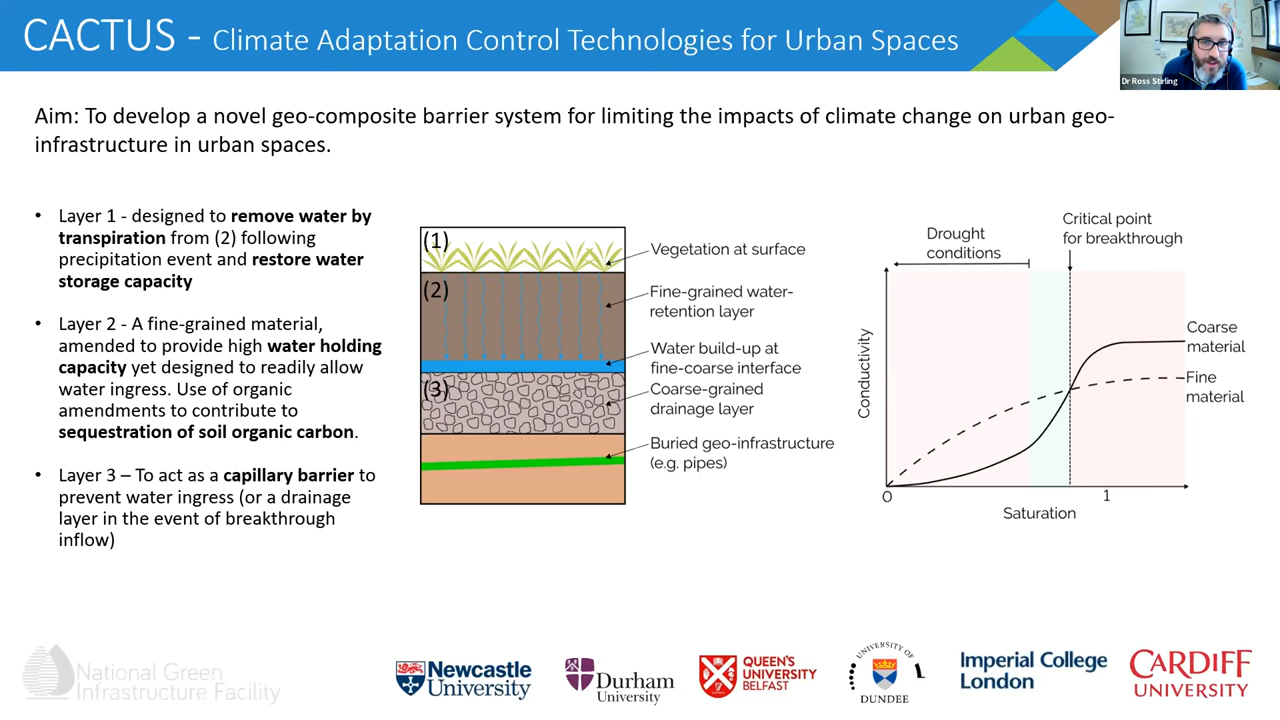 CACTUS - Climate Adaptation Control Technologies for Urban Spaces
Dr Ross Stirling
Aim: To develop a novel geo-composite barrier system for limiting the impacts of climate change on urban geo-
infrastructure in urban spaces.
• Layer 1 - designed to remove water by
transpiration from (2) following
precipitation event and restore water
storage capacity
• Layer 2 - A fine-grained material,
amended to provide high water holding
capacity yet designed to readily allow
water ingress. Use of organic
amendments to contribute to
sequestration of soil organic carbon.
• Layer 3 – To act as a capillary barrier to
prevent water ingress (or a drainage
layer in the event of breakthrough
inflow)
(1)
(2)
(3)
Vegetation at surface
Fine-grained water-
retention layer
Water build-up at
fine-coarse interface
Coarse-grained
drainage layer
Buried geo-infrastructure
(e.g. pipes)
Drought
conditions
Critical point
for breakthrough
Conductivity
Coarse
material
Fine
material
0
1
Saturation
National Green
Infrastructure Facility
Newcastle
University
Durham
University
QUEEN'S
UNIVERSITY
BELFAST
UNIVERSITY OF
DUNDEE
Imperial College
London
CARDIFF
UNIVERSITY